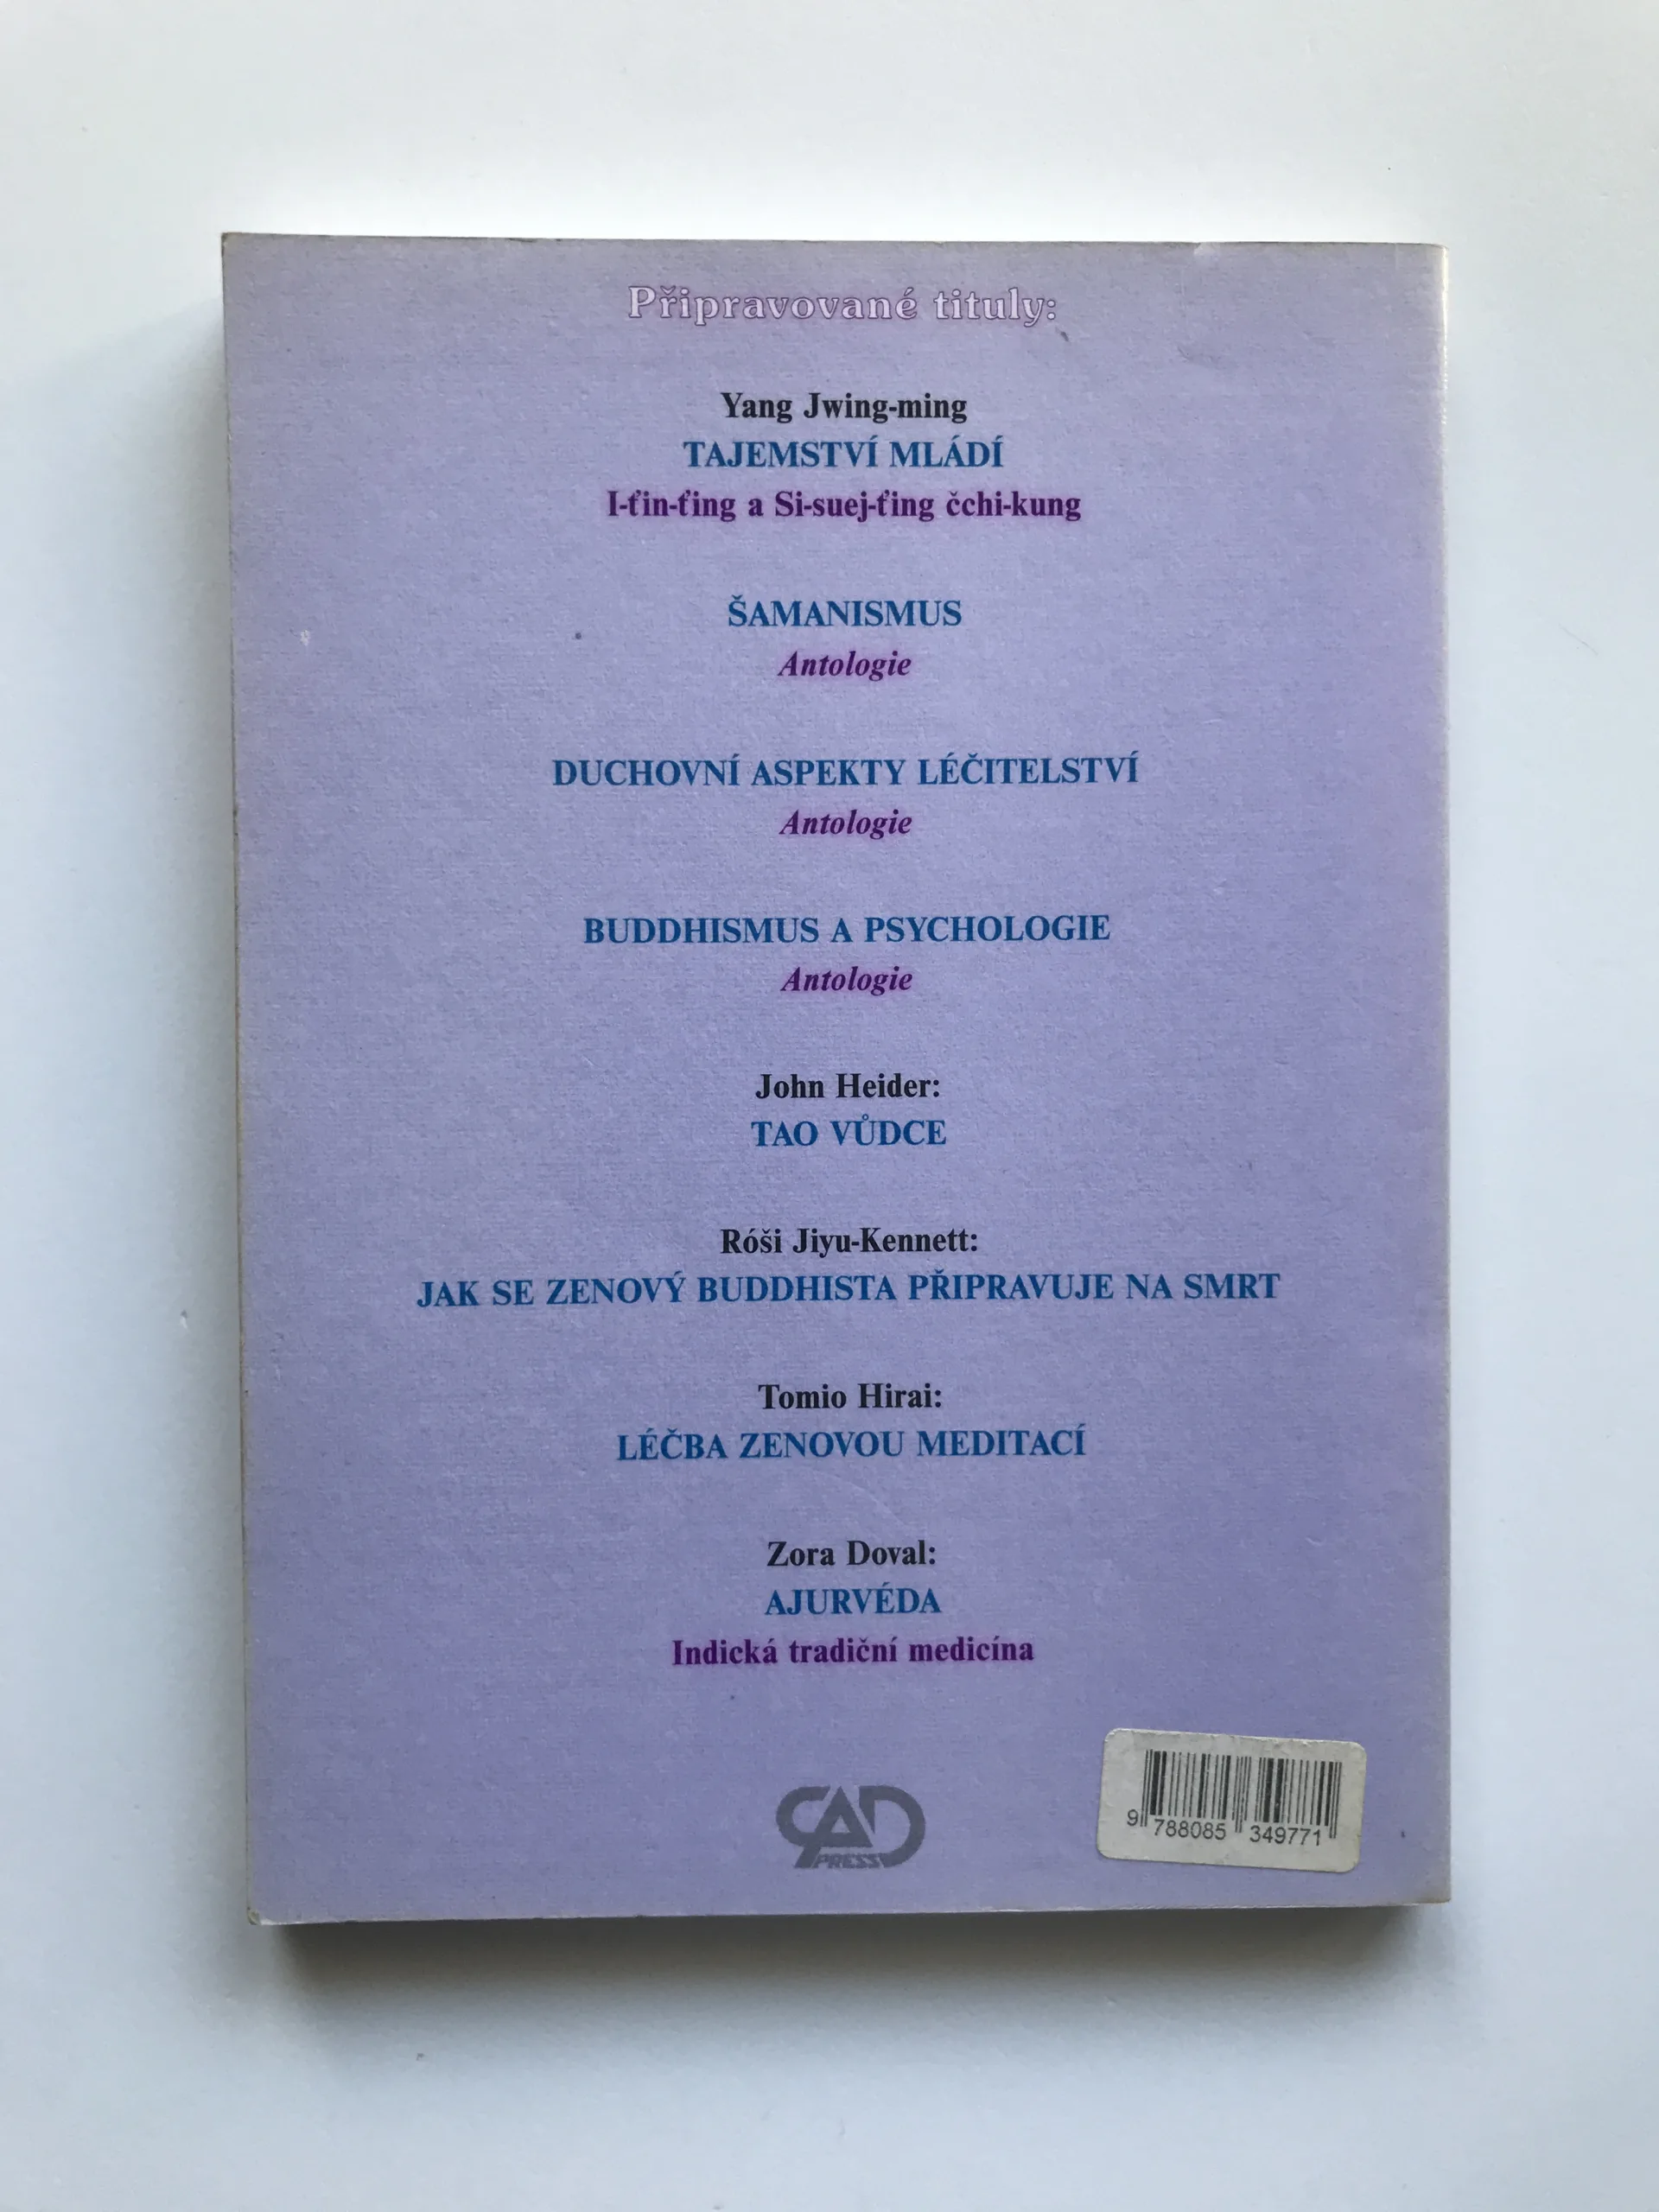 Připravované tituly:
Yang Jwing-ming
TAJEMSTVÍ MLÁDÍ
I-ťin-ťing a Si-suej-ťing čchi-kung
ŠAMANISMUS
Antologie
DUCHOVNÍ ASPEKTY LÉČITELSTVÍ
Antologie
BUDDHISMUS A PSYCHOLOGIE
Antologie
John Heider:
TAO VŮDCE
Róši Jiyu-Kennett:
JAK SE ZENOVÝ BUDDHISTA PŘIPRAVUJE NA SMRT
Tomio Hirai:
LÉČBA ZENOVOU MEDITACÍ
Zora Doval:
AJURVÉDA
Indická tradiční medicína
CAD
PRESS
9 788085 349771